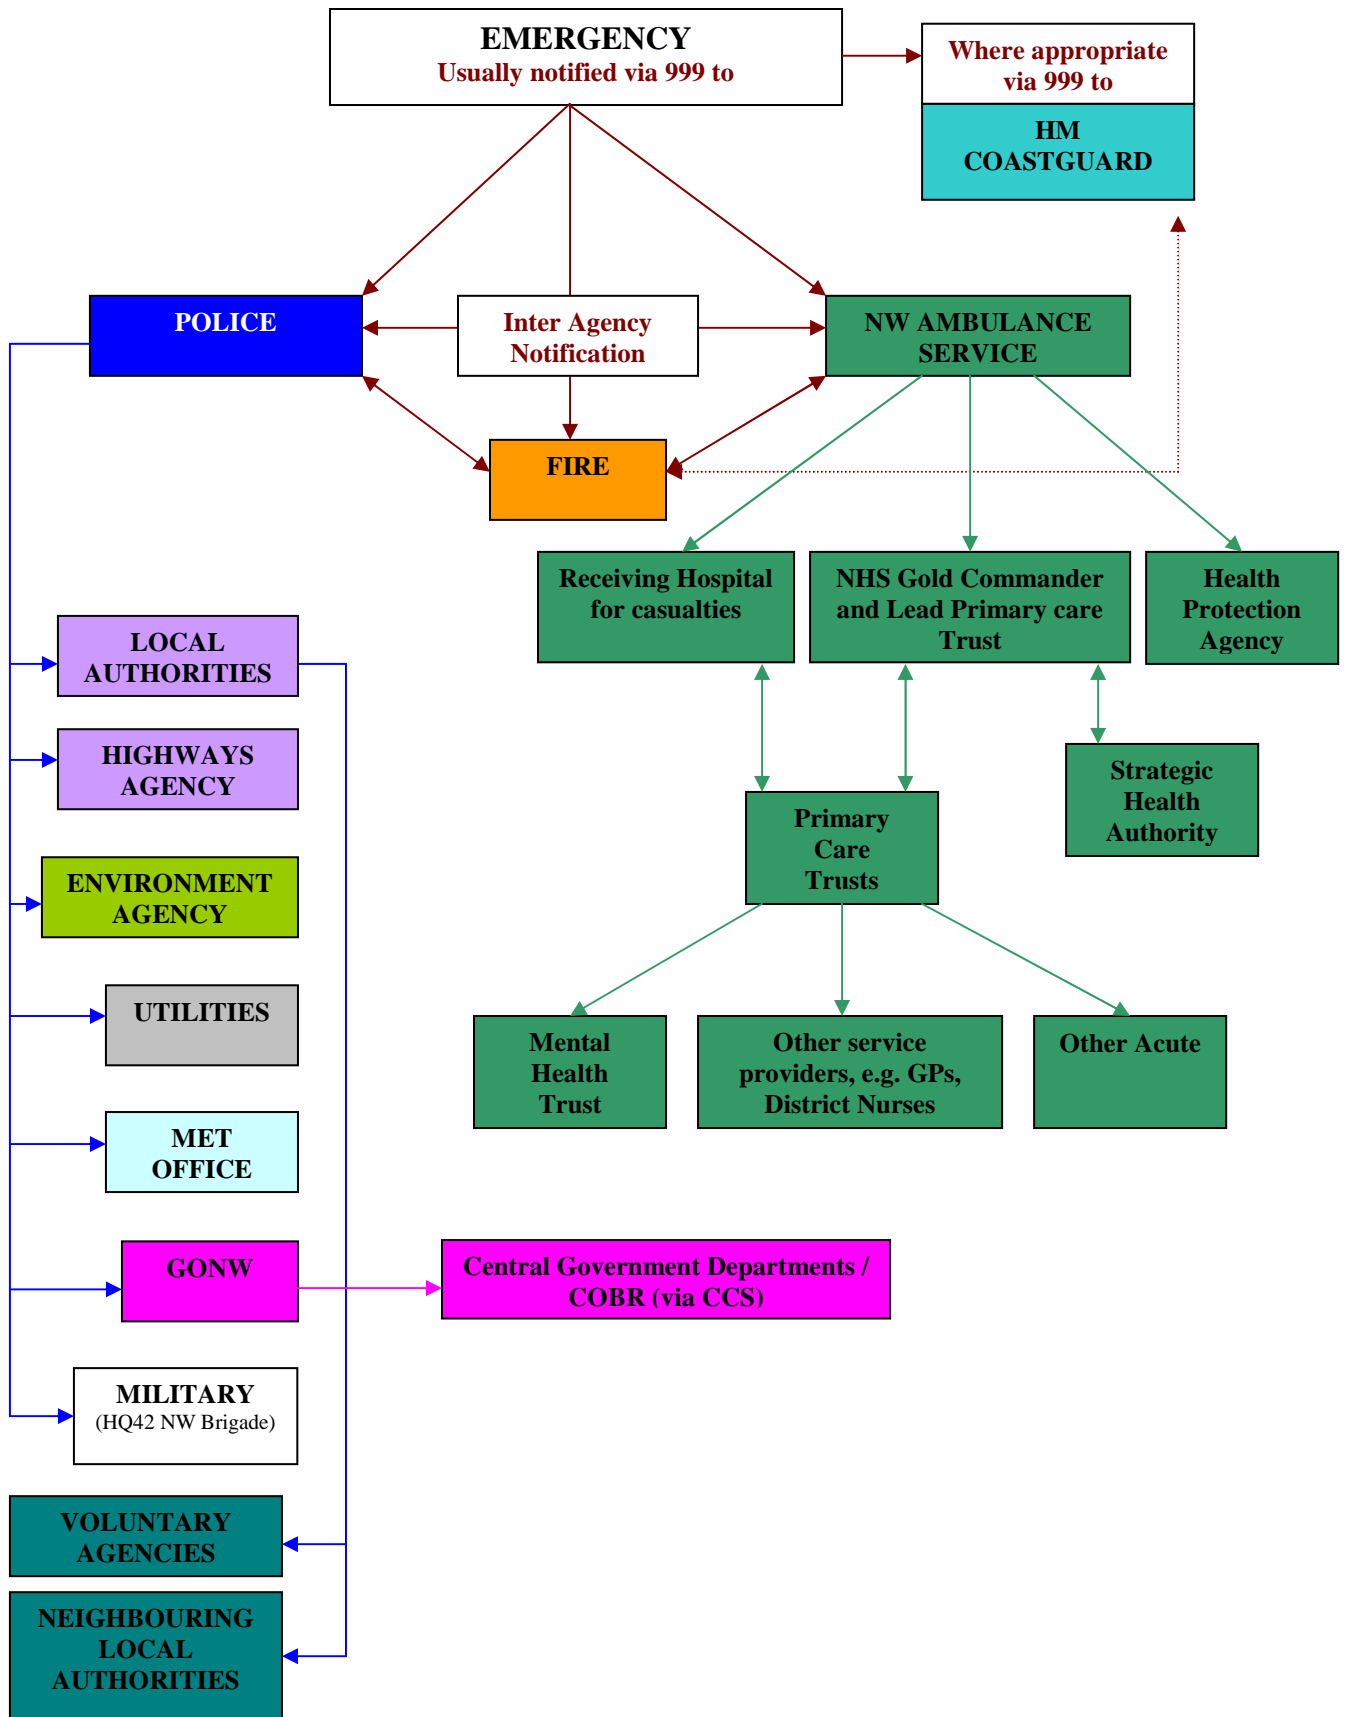 EMERGENCY
Usually notified via 999 to
Where appropriate
via 999 to
HM
COASTGUARD
POLICE
Inter Agency
Notification
NW AMBULANCE
SERVICE
FIRE
Receiving Hospital
for casualties
NHS Gold Commander
and Lead Primary care
Trust
Health
Protection
Agency
LOCAL
AUTHORITIES
HIGHWAYS
AGENCY
Strategic
Health
Authority
Primary
Care
Trusts
ENVIRONMENT
AGENCY
UTILITIES
Mental
Health
Trust
Other service
providers, e.g. GPs,
District Nurses
Other Acute
MET
OFFICE
GONW
Central Government Departments /
COBR (via CCS)
MILITARY
(HQ42 NW Brigade)
VOLUNTARY
AGENCIES
NEIGHBOURING
LOCAL
AUTHORITIES